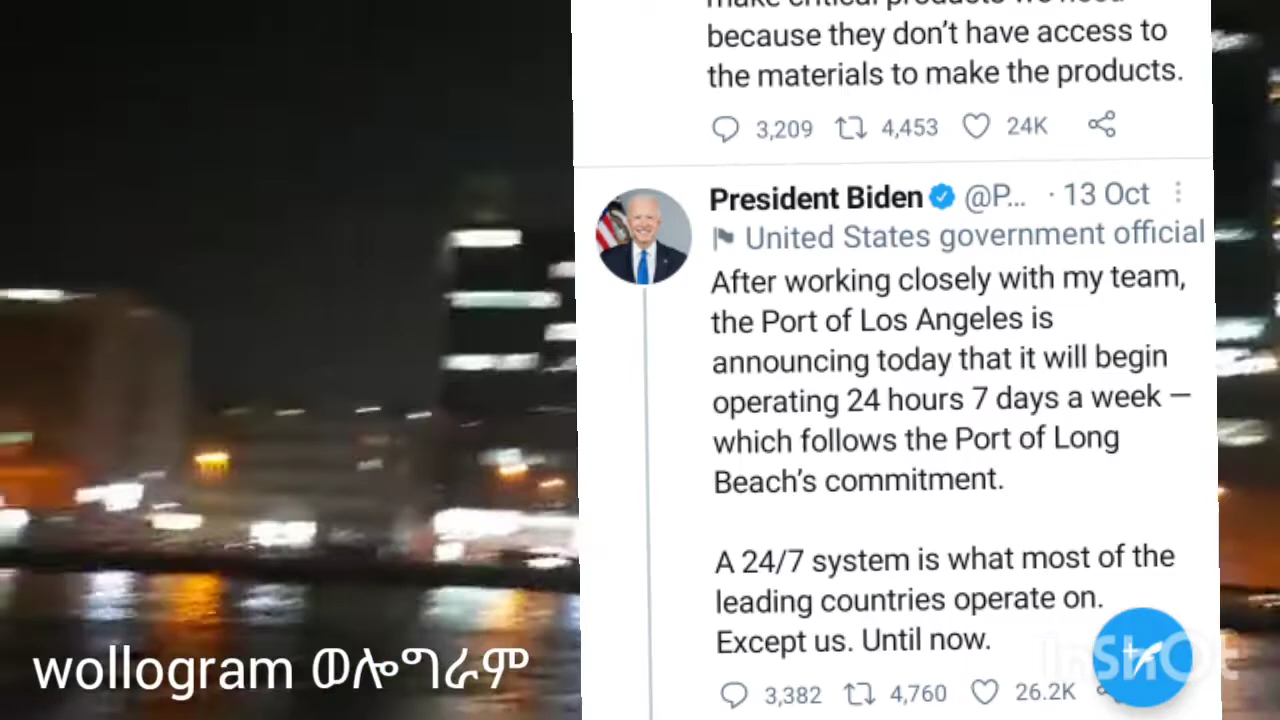 because they don't have access to
the materials to make the products.
3,209 4,453 24K
President Biden @P... · 13 Oct
United States government official
After working closely with my team,
the Port of Los Angeles is
announcing today that it will begin
operating 24 hours 7 days a week —
which follows the Port of Long
Beach's commitment.
A 24/7 system is what most of the
leading countries operate on.
Except us. Until now.
3,382 4,760 26.2K
InShOt
wollogram ወሎግራም